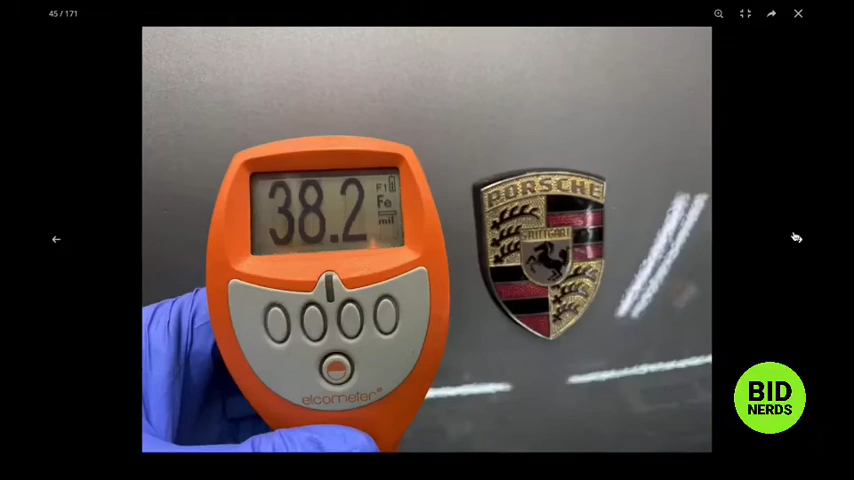 45 / 171
38.2
F1
Fe
mil
elcometer
PORSCHE
STUTTGART
BID
NERDS